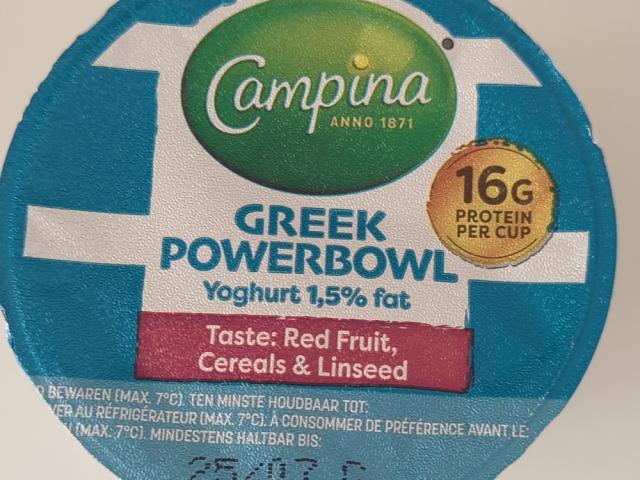 Campina
ANNO 1871
16G
PROTEIN
PER CUP
GREEK
POWERBOWL
Yoghurt 1,5% fat
Taste: Red Fruit,
Cereals & Linseed
BEWAREN (MAX. 7°C). TEN MINSTE HOUDBAAR TOT:
AU RÉFRIGÉRATEUR (MAX. 7°C). À CONSOMMER DE PRÉFÉRENCE AVANT LE:
(MAX. 7°C). MINDESTENS HALTBAR BIS: